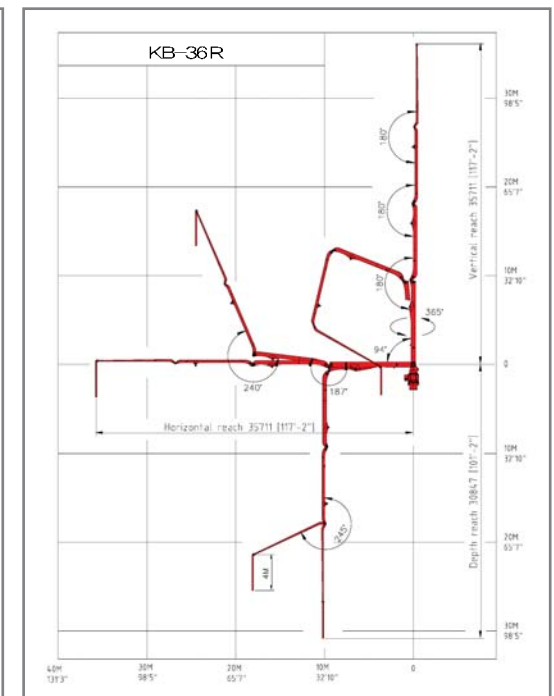 KB-36R
30M
98'5"
20M
65'7"
10M
32'10"
0
10M
32'10"
20M
65'7"
30M
98'5"
Vertical reach 35711 [117'-2"]
Depth reach 30847 [101'-2"]
180°
180°
180°
365°
94°
240°
187°
Horizontal reach 35711 [117'-2"]
245°
4M
40M
131'3"
30M
98'5"
20M
65'7"
10M
32'10"
0